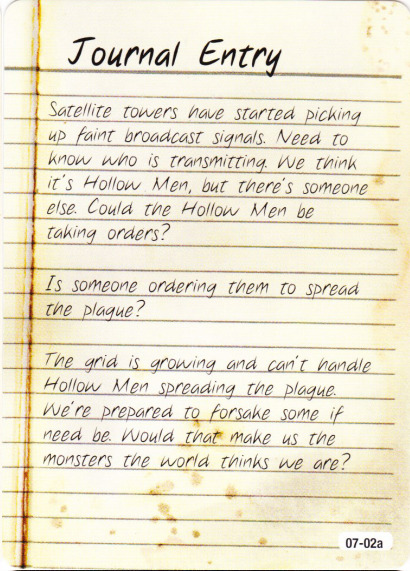 Journal Entry
Satellite towers have started picking
up faint broadcast signals. Need to
know who is transmitting. We think
it's Hollow Men, but there's someone
else. Could the Hollow Men be
taking orders?
Is someone ordering them to spread
the plague?
The grid is growing and can't handle
Hollow Men spreading the plague.
We're prepared to forsake some if
need be. Would that make us the
monsters the world thinks we are?
07-02a